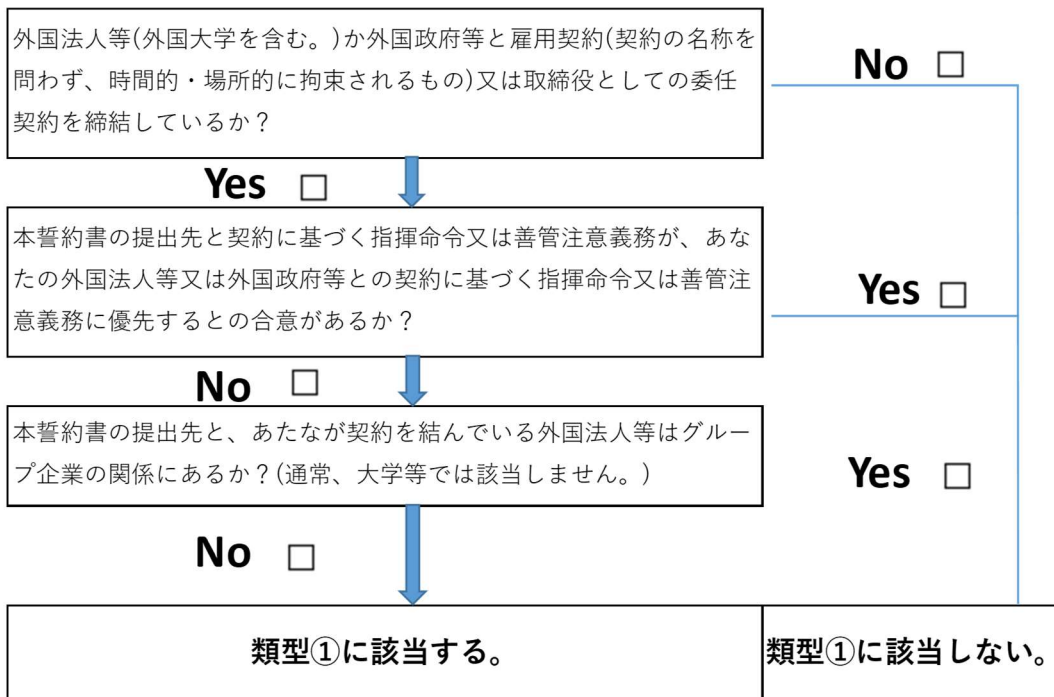 外国法人等(外国大学を含む。)か外国政府等と雇用契約(契約の名称を
問わず、時間的・場所的に拘束されるもの)又は取締役としての委任
契約を締結しているか？
No □
Yes □
本誓約書の提出先と契約に基づく指揮命令又は善管注意義務が、あな
たの外国法人等又は外国政府等との契約に基づく指揮命令又は善管注
意義務に優先するとの合意があるか？
Yes □
No □
本誓約書の提出先と、あたなが契約を結んでいる外国法人等はグルー
プ企業の関係にあるか？(通常、大学等では該当しません。)
Yes □
No □
類型①に該当する。
類型①に該当しない。